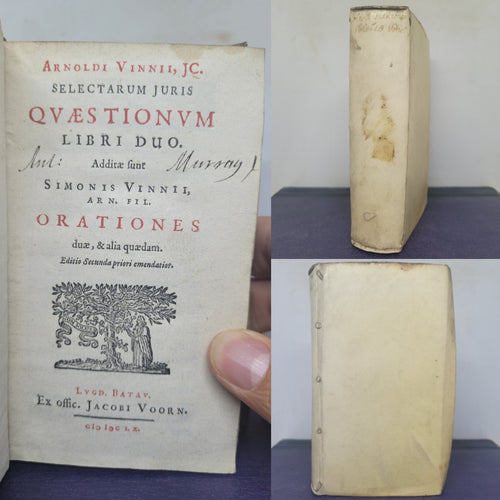 ARNOLDI VINNII, JC.
SELECTARUM JURIS
QVÆSTIONVM
LIBRI DUO.
Ant: Murray
Additæ sunt
SIMONIS VINNII,
ARN. FIL.
ORATIONES
duæ, & alia quædam.
Editio Secunda priori emendatior.
LVGD. BATAV.
Ex offic. JACOBI VOORN.
CIↃ IↃC LX.